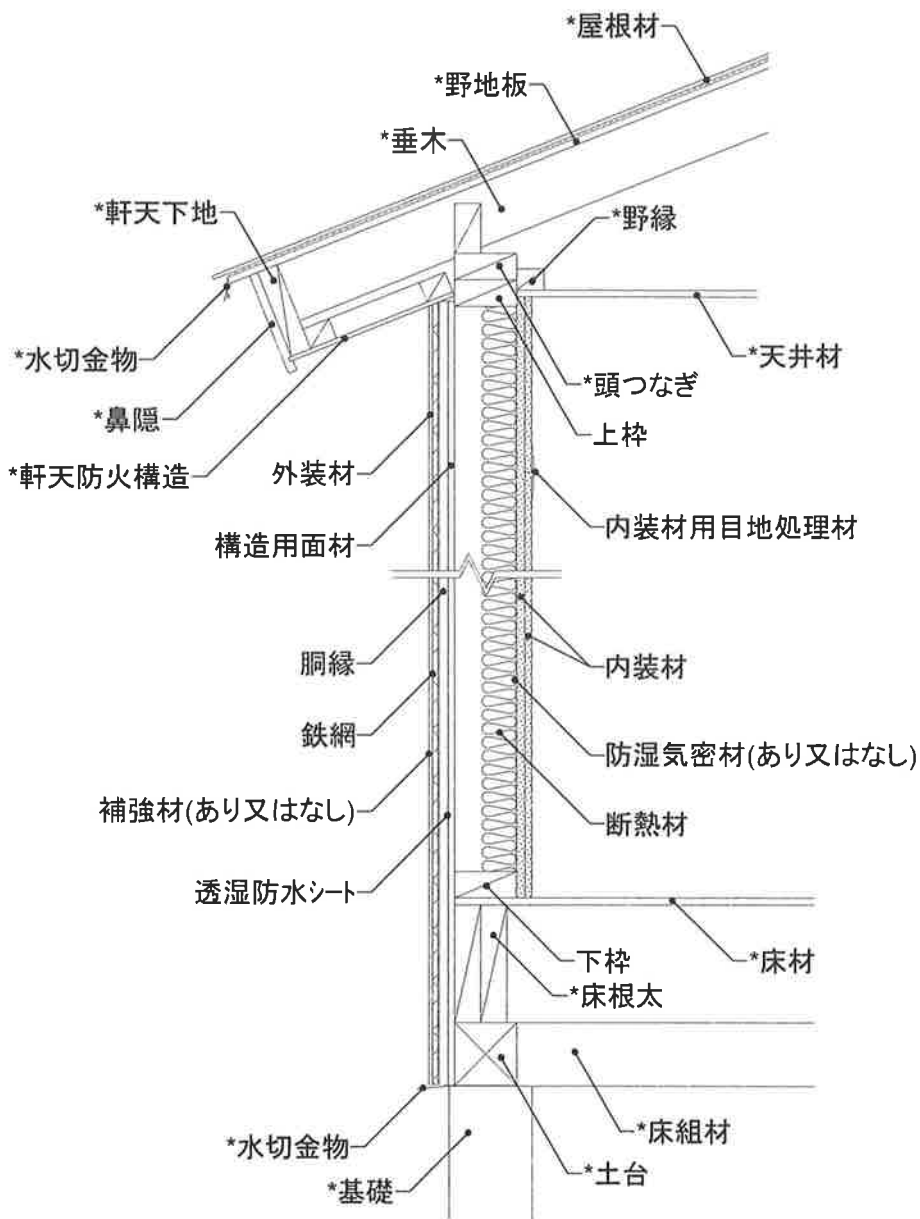 *屋根材
*野地板
*垂木
*軒天下地
*野縁
*水切金物
*天井材
*頭つなぎ
*鼻隠
上枠
*軒天防火構造
外装材
内装材用目地処理材
構造用面材
胴縁
内装材
鉄網
防湿気密材(あり又はなし)
補強材(あり又はなし)
断熱材
透湿防水シート
下枠
*床材
*床根太
*水切金物
*床組材
*土台
*基礎